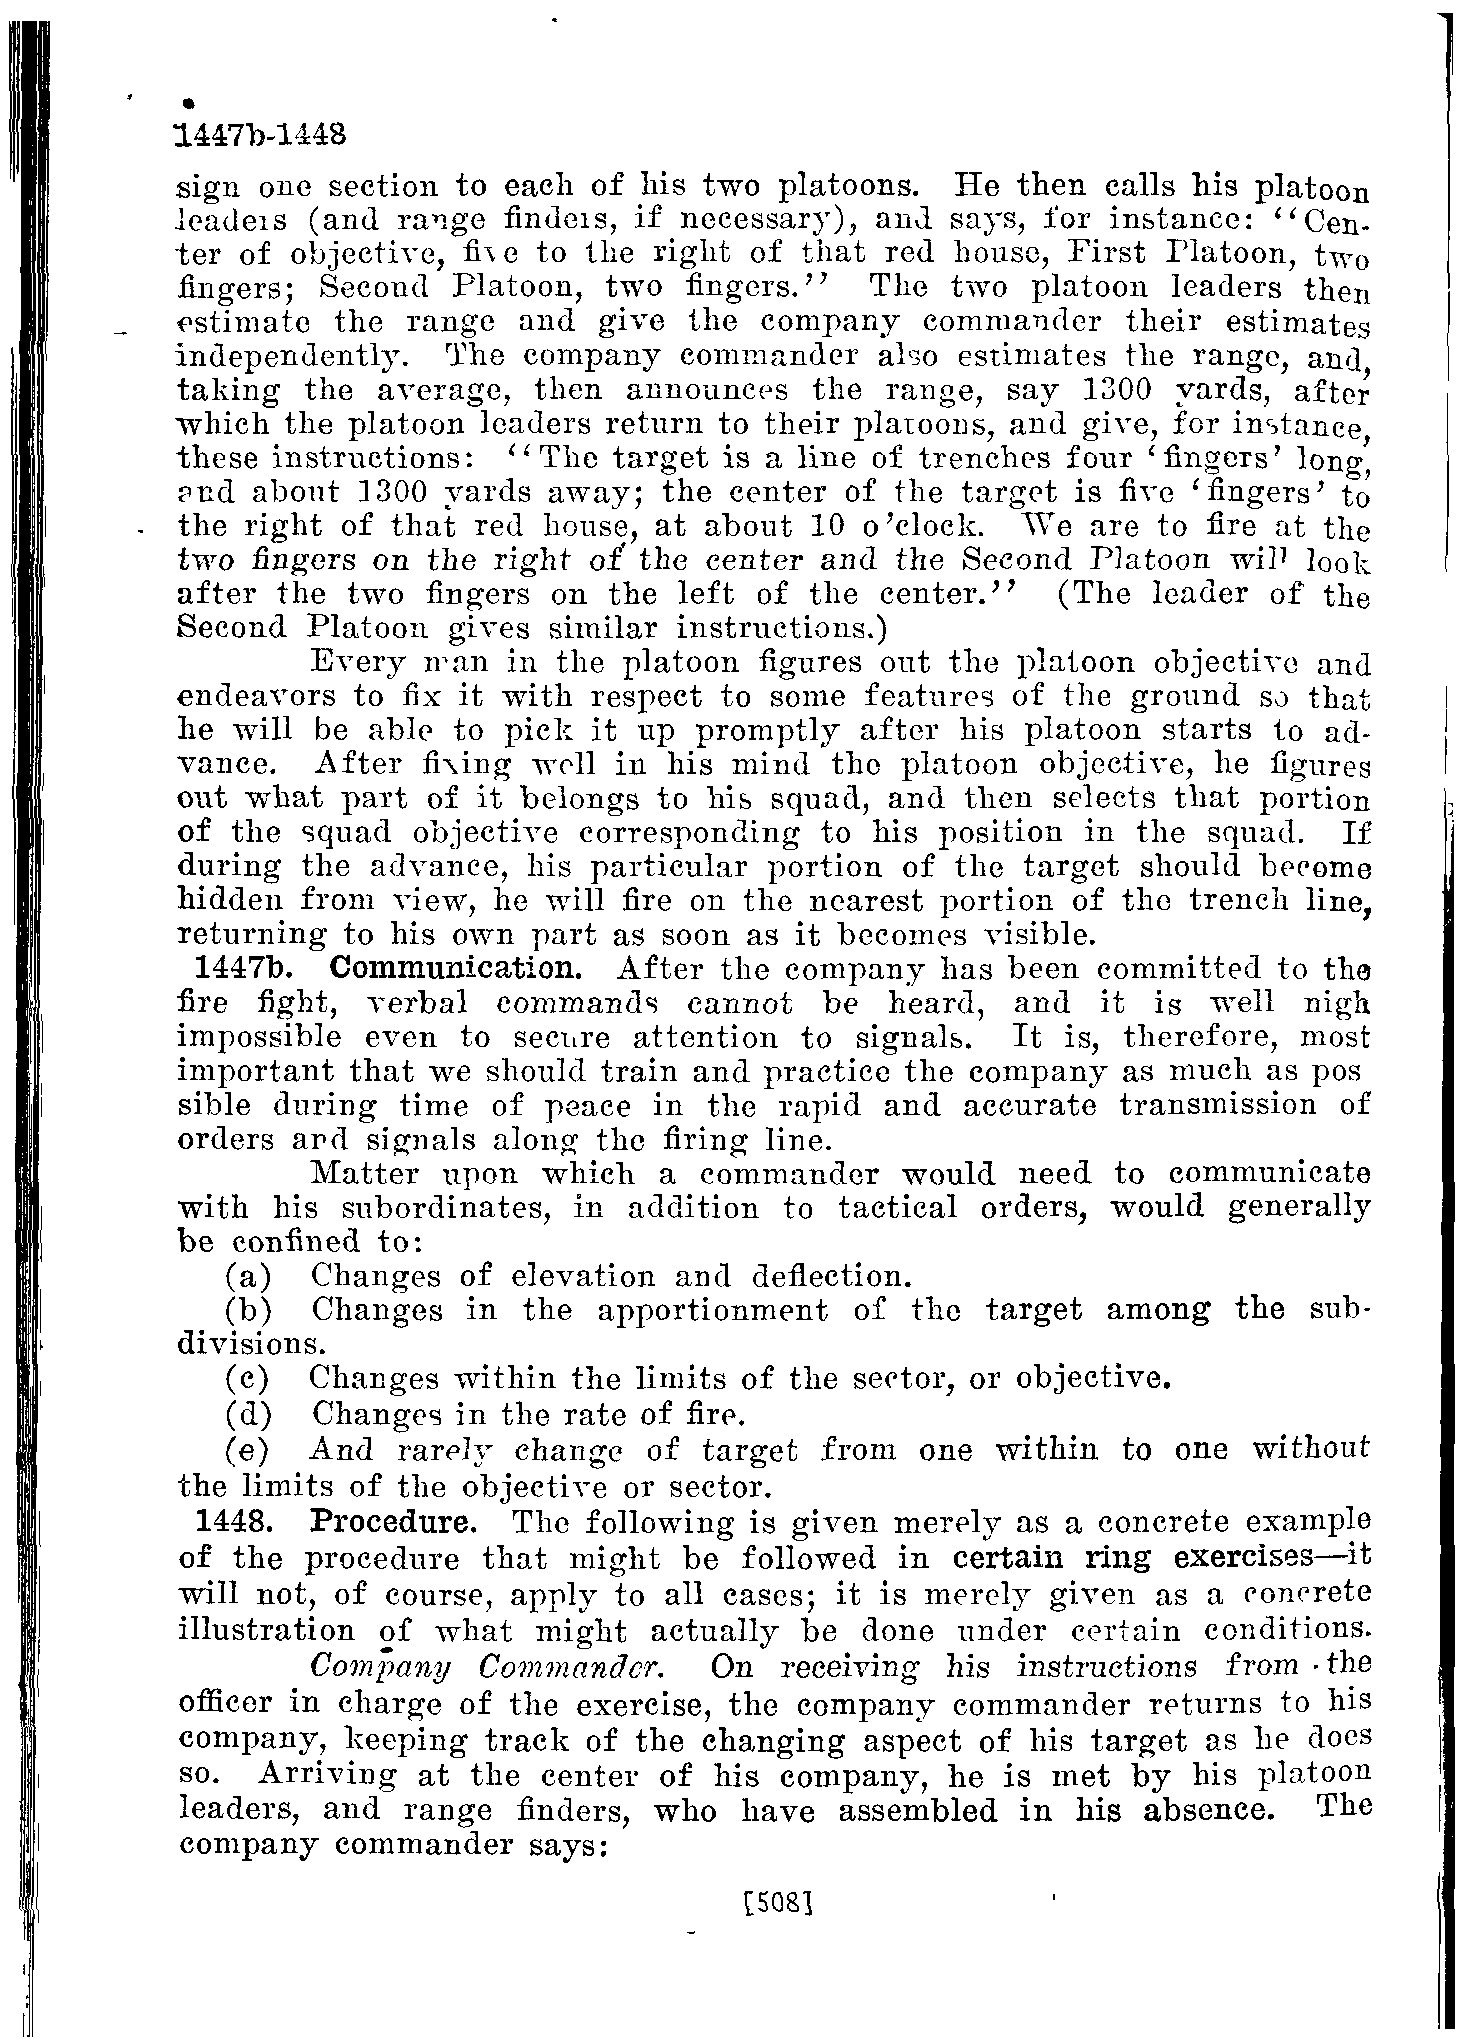 1447b-1448
sign one section to each of his two platoons. He then calls his platoon
leaders (and range finders, if necessary), and says, for instance: "Cen-
ter of objective, five to the right of that red house, First Platoon, two
fingers; Second Platoon, two fingers." The two platoon leaders then
estimate the range and give the company commander their estimates
independently. The company commander also estimates the range, and,
taking the average, then announces the range, say 1300 yards, after
which the platoon leaders return to their platoons, and give, for instance,
these instructions: "The target is a line of trenches four 'fingers' long,
and about 1300 yards away; the center of the target is five 'fingers' to
the right of that red house, at about 10 o'clock. We are to fire at the
two fingers on the right of the center and the Second Platoon will look
after the two fingers on the left of the center." (The leader of the
Second Platoon gives similar instructions.)
Every man in the platoon figures out the platoon objective and
endeavors to fix it with respect to some features of the ground so that
he will be able to pick it up promptly after his platoon starts to ad-
vance. After fixing well in his mind the platoon objective, he figures
out what part of it belongs to his squad, and then selects that portion
of the squad objective corresponding to his position in the squad. If
during the advance, his particular portion of the target should become
hidden from view, he will fire on the nearest portion of the trench line,
returning to his own part as soon as it becomes visible.
1447b. Communication. After the company has been committed to the
fire fight, verbal commands cannot be heard, and it is well nigh
impossible even to secure attention to signals. It is, therefore, most
important that we should train and practice the company as much as pos
sible during time of peace in the rapid and accurate transmission of
orders and signals along the firing line.
Matter upon which a commander would need to communicate
with his subordinates, in addition to tactical orders, would generally
be confined to:
(a) Changes of elevation and deflection.
(b) Changes in the apportionment of the target among the sub-
divisions.
(c) Changes within the limits of the sector, or objective.
(d) Changes in the rate of fire.
(e) And rarely change of target from one within to one without
the limits of the objective or sector.
1448. Procedure. The following is given merely as a concrete example
of the procedure that might be followed in certain ring exercises—it
will not, of course, apply to all cases; it is merely given as a concrete
illustration of what might actually be done under certain conditions.
Company Commander. On receiving his instructions from the
officer in charge of the exercise, the company commander returns to his
company, keeping track of the changing aspect of his target as he does
so. Arriving at the center of his company, he is met by his platoon
leaders, and range finders, who have assembled in his absence. The
company commander says:
[508]